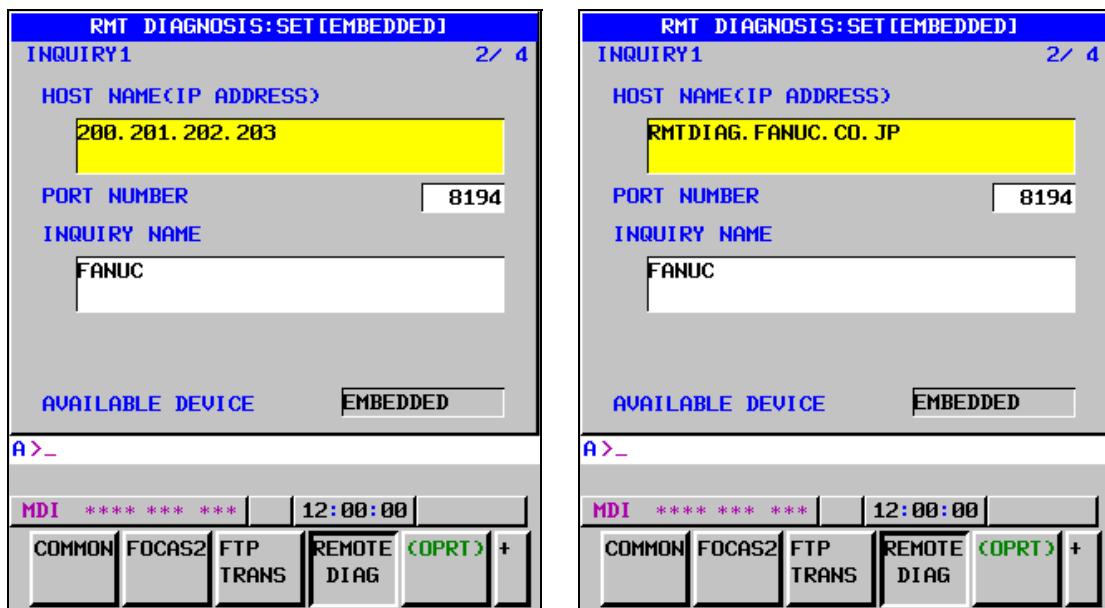 RMT DIAGNOSIS:SET[EMBEDDED]
INQUIRY1 2/ 4
HOST NAME(IP ADDRESS)
200.201.202.203
PORT NUMBER 8194
INQUIRY NAME
FANUC
AVAILABLE DEVICE EMBEDDED
A>_
MDI **** *** *** 12:00:00
COMMON FOCAS2 FTP TRANS REMOTE DIAG (OPRT) +
RMT DIAGNOSIS:SET[EMBEDDED]
INQUIRY1 2/ 4
HOST NAME(IP ADDRESS)
RMTDIAG.FANUC.CO.JP
PORT NUMBER 8194
INQUIRY NAME
FANUC
AVAILABLE DEVICE EMBEDDED
A>_
MDI **** *** *** 12:00:00
COMMON FOCAS2 FTP TRANS REMOTE DIAG (OPRT) +